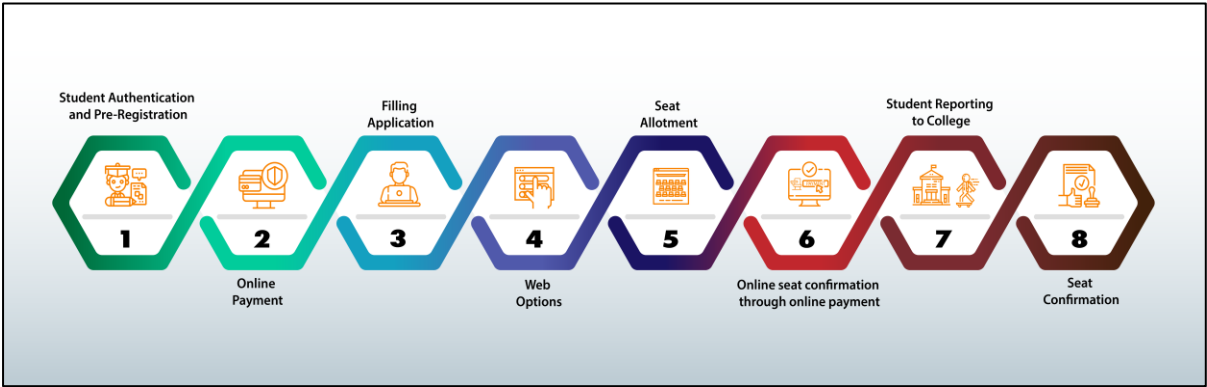 Student Authentication
and Pre-Registration
1
2
Online
Payment
Filling
Application
3
4
Web
Options
Seat
Allotment
5
6
Online seat confirmation
through online payment
Student Reporting
to College
7
8
Seat
Confirmation